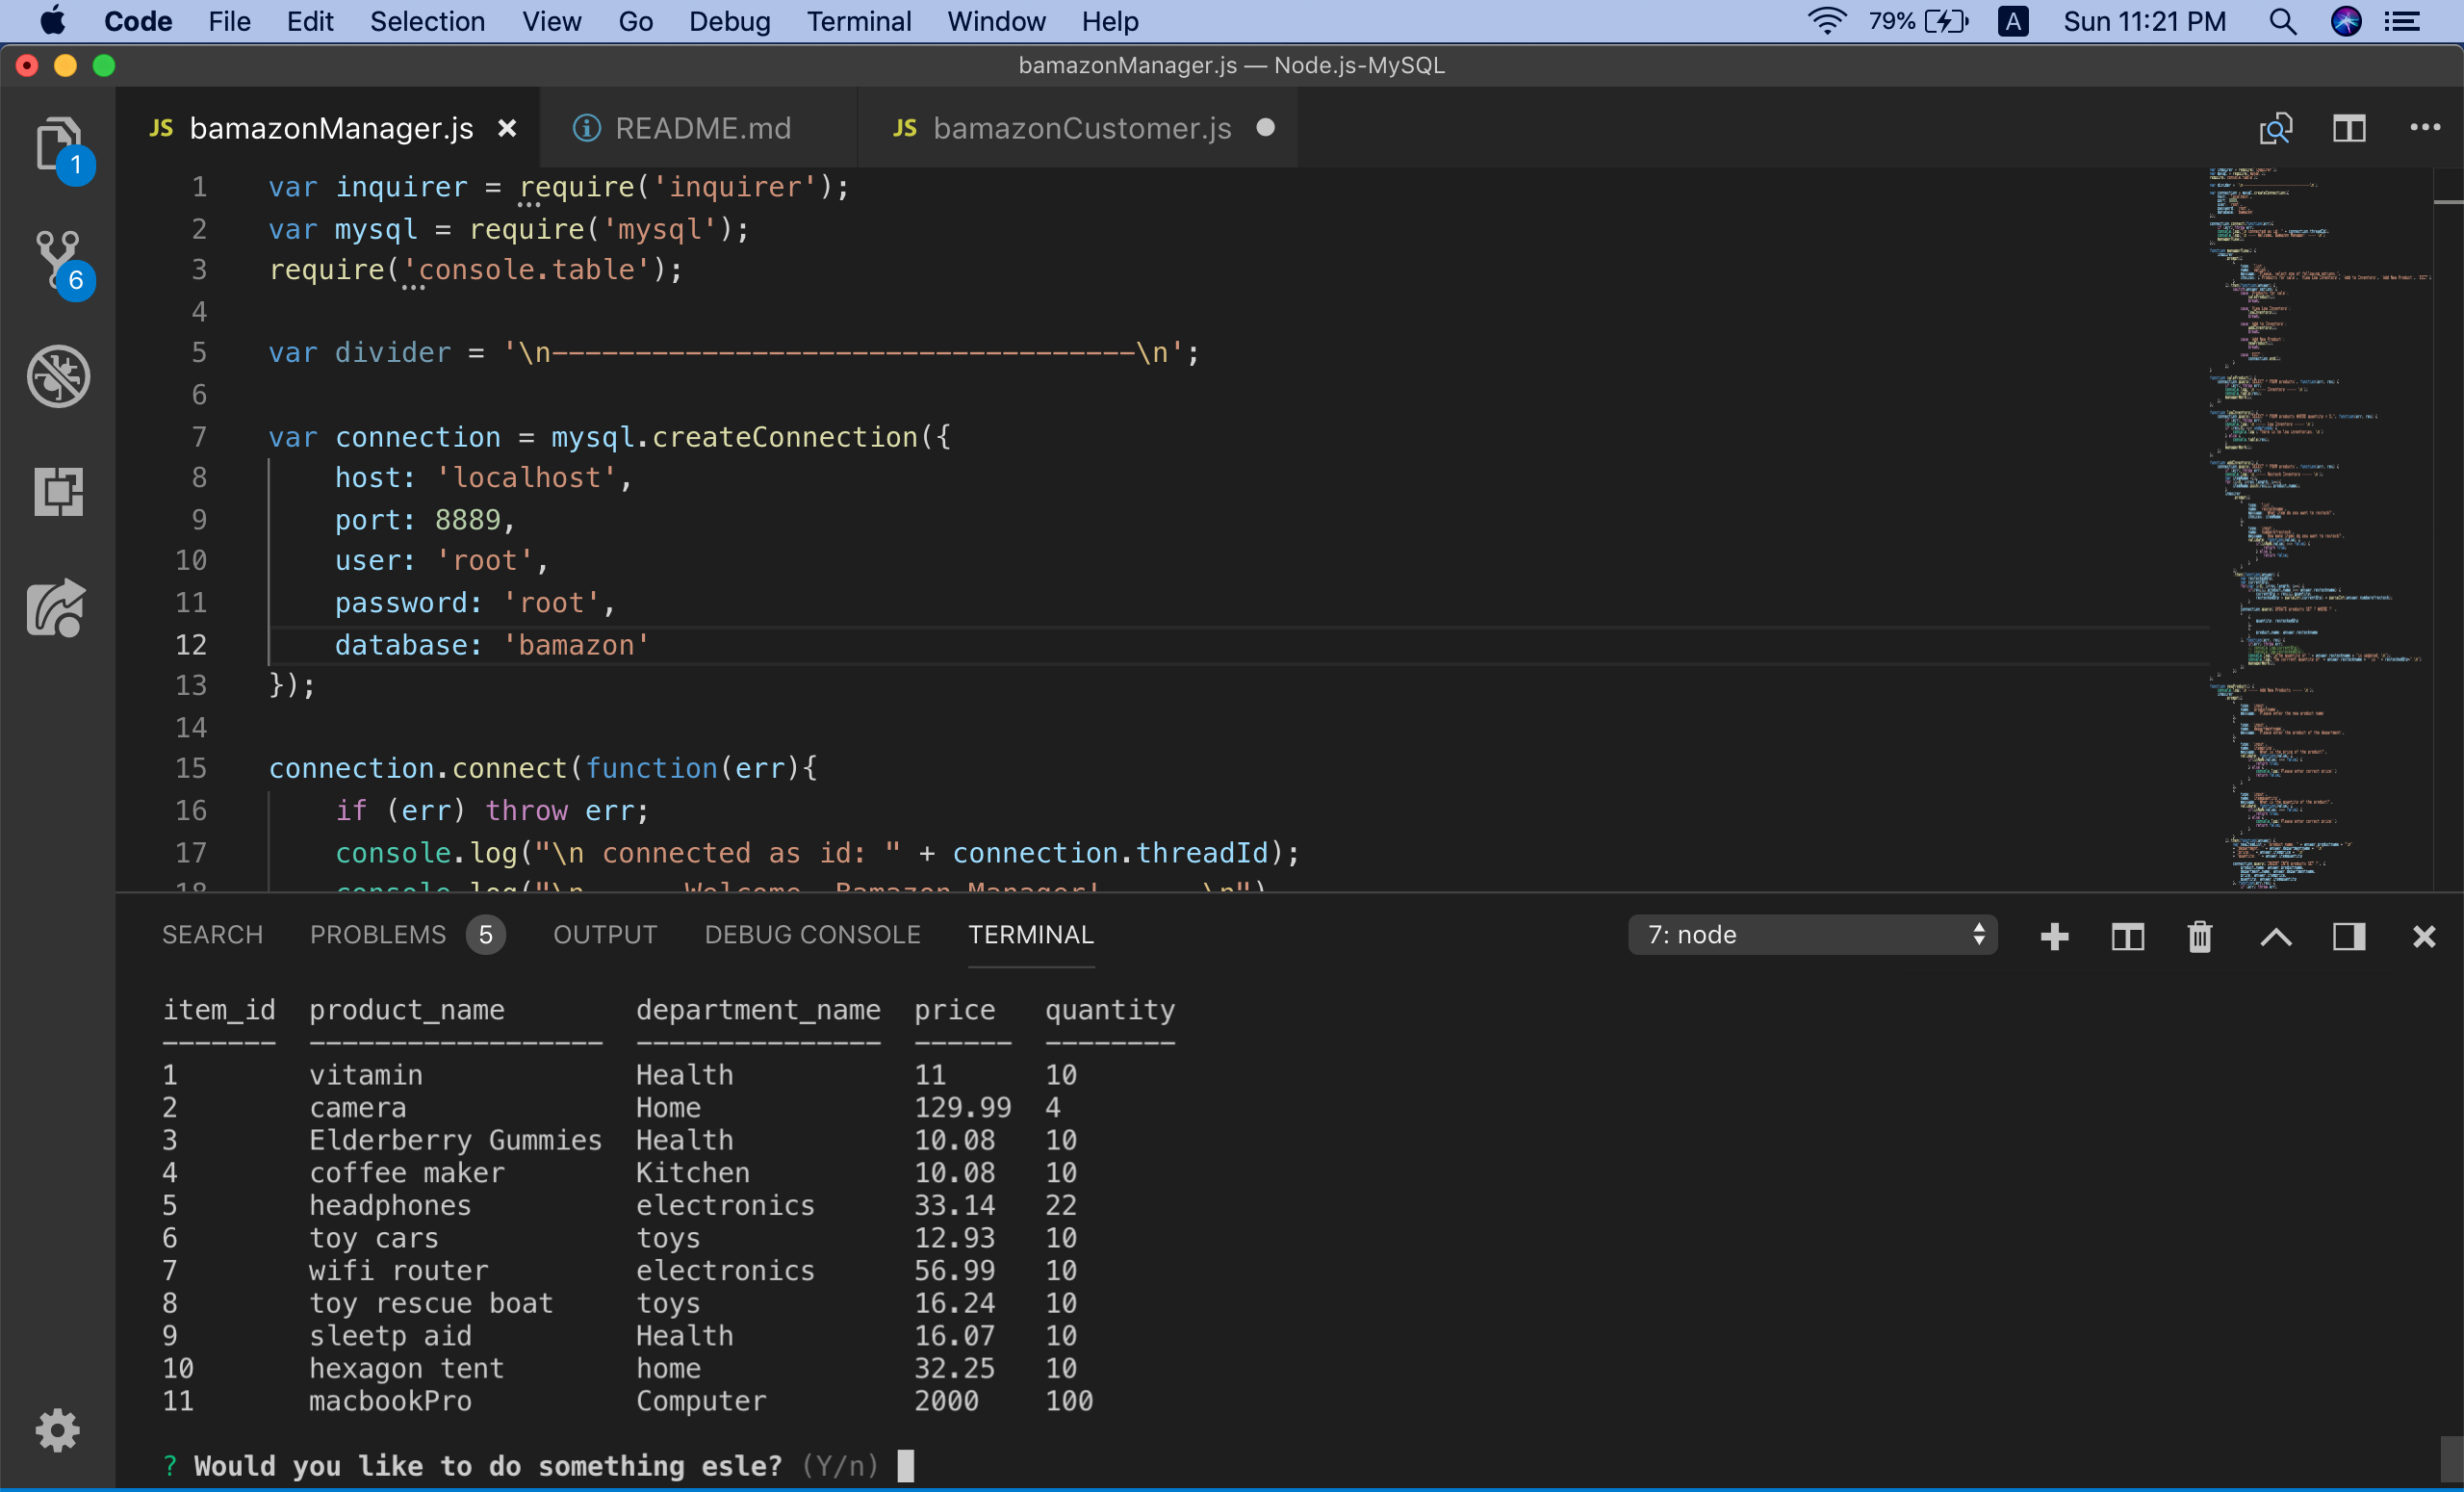 Code File Edit Selection View Go Debug Terminal Window Help 79% A Sun 11:21 PM
bamazonManager.js — Node.js-MySQL
JS bamazonManager.js README.md JS bamazonCustomer.js
1
6
1 var inquirer = require('inquirer');
2 var mysql = require('mysql');
3 require('console.table');
4
5 var divider = '\n-----------------------------------\n';
6
7 var connection = mysql.createConnection({
8 host: 'localhost',
9 port: 8889,
10 user: 'root',
11 password: 'root',
12 database: 'bamazon'
13 });
14
15 connection.connect(function(err){
16 if (err) throw err;
17 console.log("\n connected as id: " + connection.threadId);
18 console.log("\n Welcome, Bamazon Manager! \n")
SEARCH PROBLEMS 5 OUTPUT DEBUG CONSOLE TERMINAL 7: node
item_id product_name department_name price quantity
------- ------------------ --------------- ------ --------
1 vitamin Health 11 10
2 camera Home 129.99 4
3 Elderberry Gummies Health 10.08 10
4 coffee maker Kitchen 10.08 10
5 headphones electronics 33.14 22
6 toy cars toys 12.93 10
7 wifi router electronics 56.99 10
8 toy rescue boat toys 16.24 10
9 sleetp aid Health 16.07 10
10 hexagon tent home 32.25 10
11 macbookPro Computer 2000 100
? Would you like to do something esle? (Y/n)